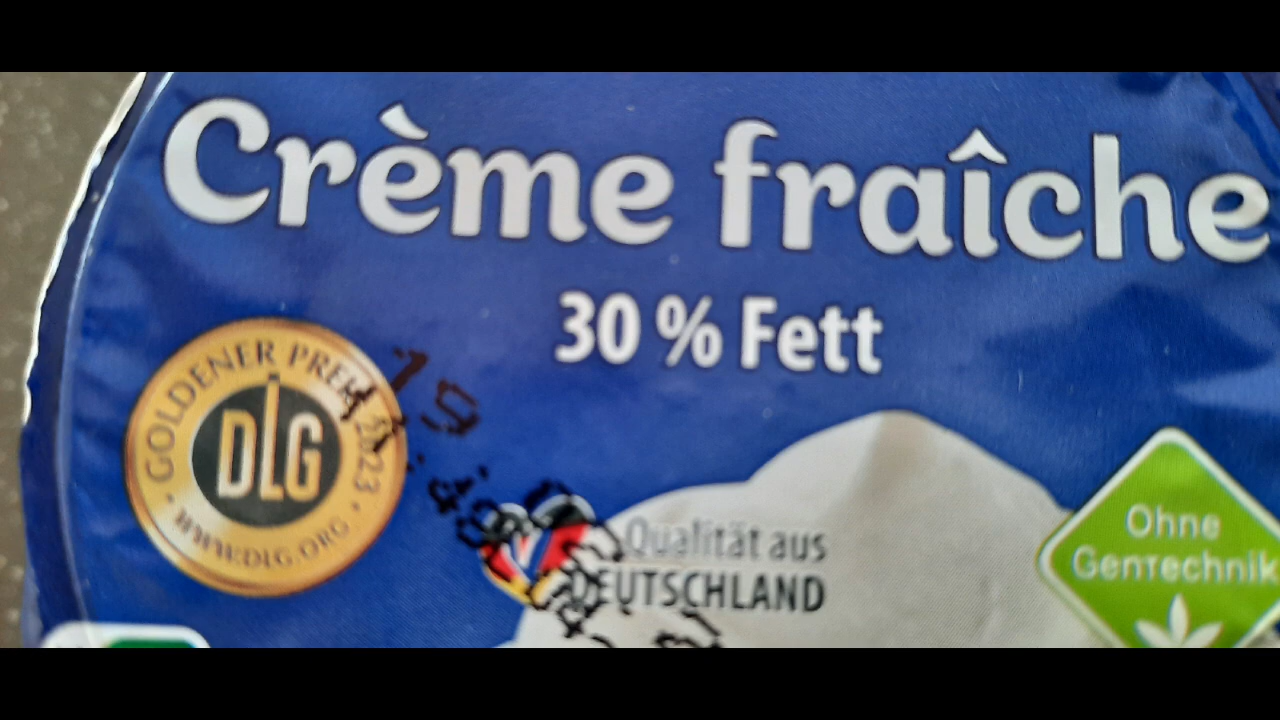 Crème fraîche
30 % Fett
GOLDENER PREIS 2023
DLG
WWW.DLG.ORG
Qualität aus
DEUTSCHLAND
Ohne
Gentechnik